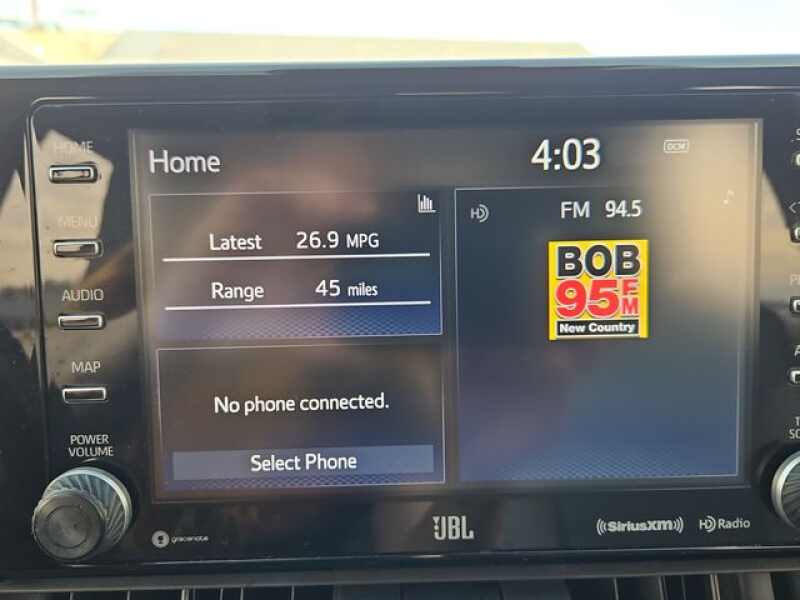 HOME
Home
4:03
DCM
MENU
Latest 26.9 MPG
Range 45 miles
HD
FM 94.5
BOB
95 FM
New Country
AUDIO
MAP
No phone connected.
Select Phone
POWER
VOLUME
gracenote
JBL
SiriusXM
HD Radio